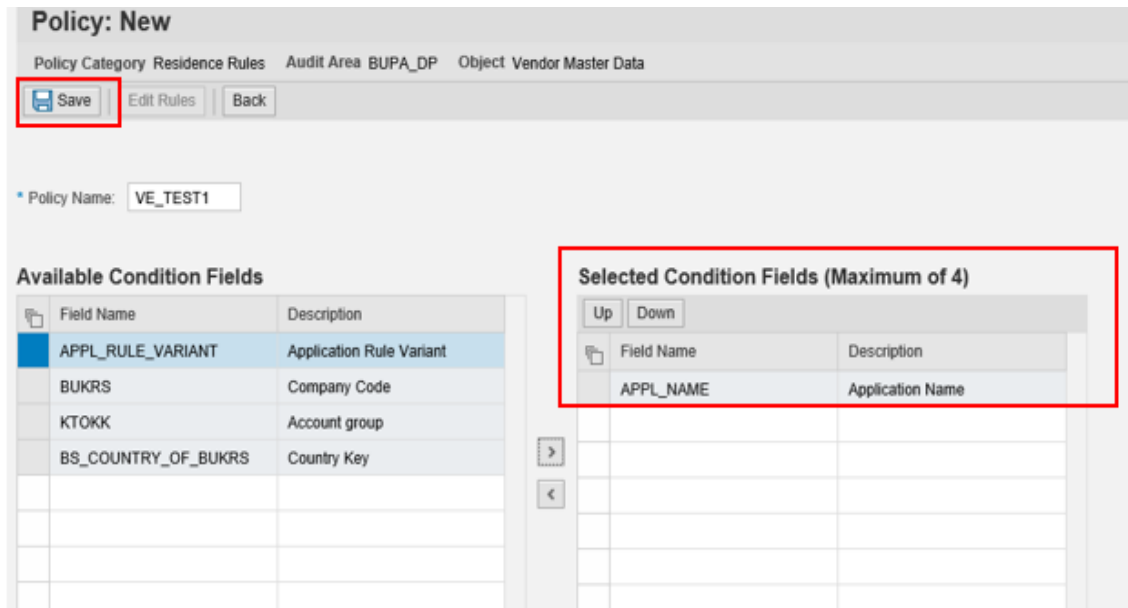 Policy: New
Policy Category Residence Rules Audit Area BUPA_DP Object Vendor Master Data
Save Edit Rules Back
* Policy Name: VE_TEST1
Available Condition Fields
Field Name Description
APPL_RULE_VARIANT Application Rule Variant
BUKRS Company Code
KTOKK Account group
BS_COUNTRY_OF_BUKRS Country Key
>
<
Selected Condition Fields (Maximum of 4)
Up Down
Field Name Description
APPL_NAME Application Name